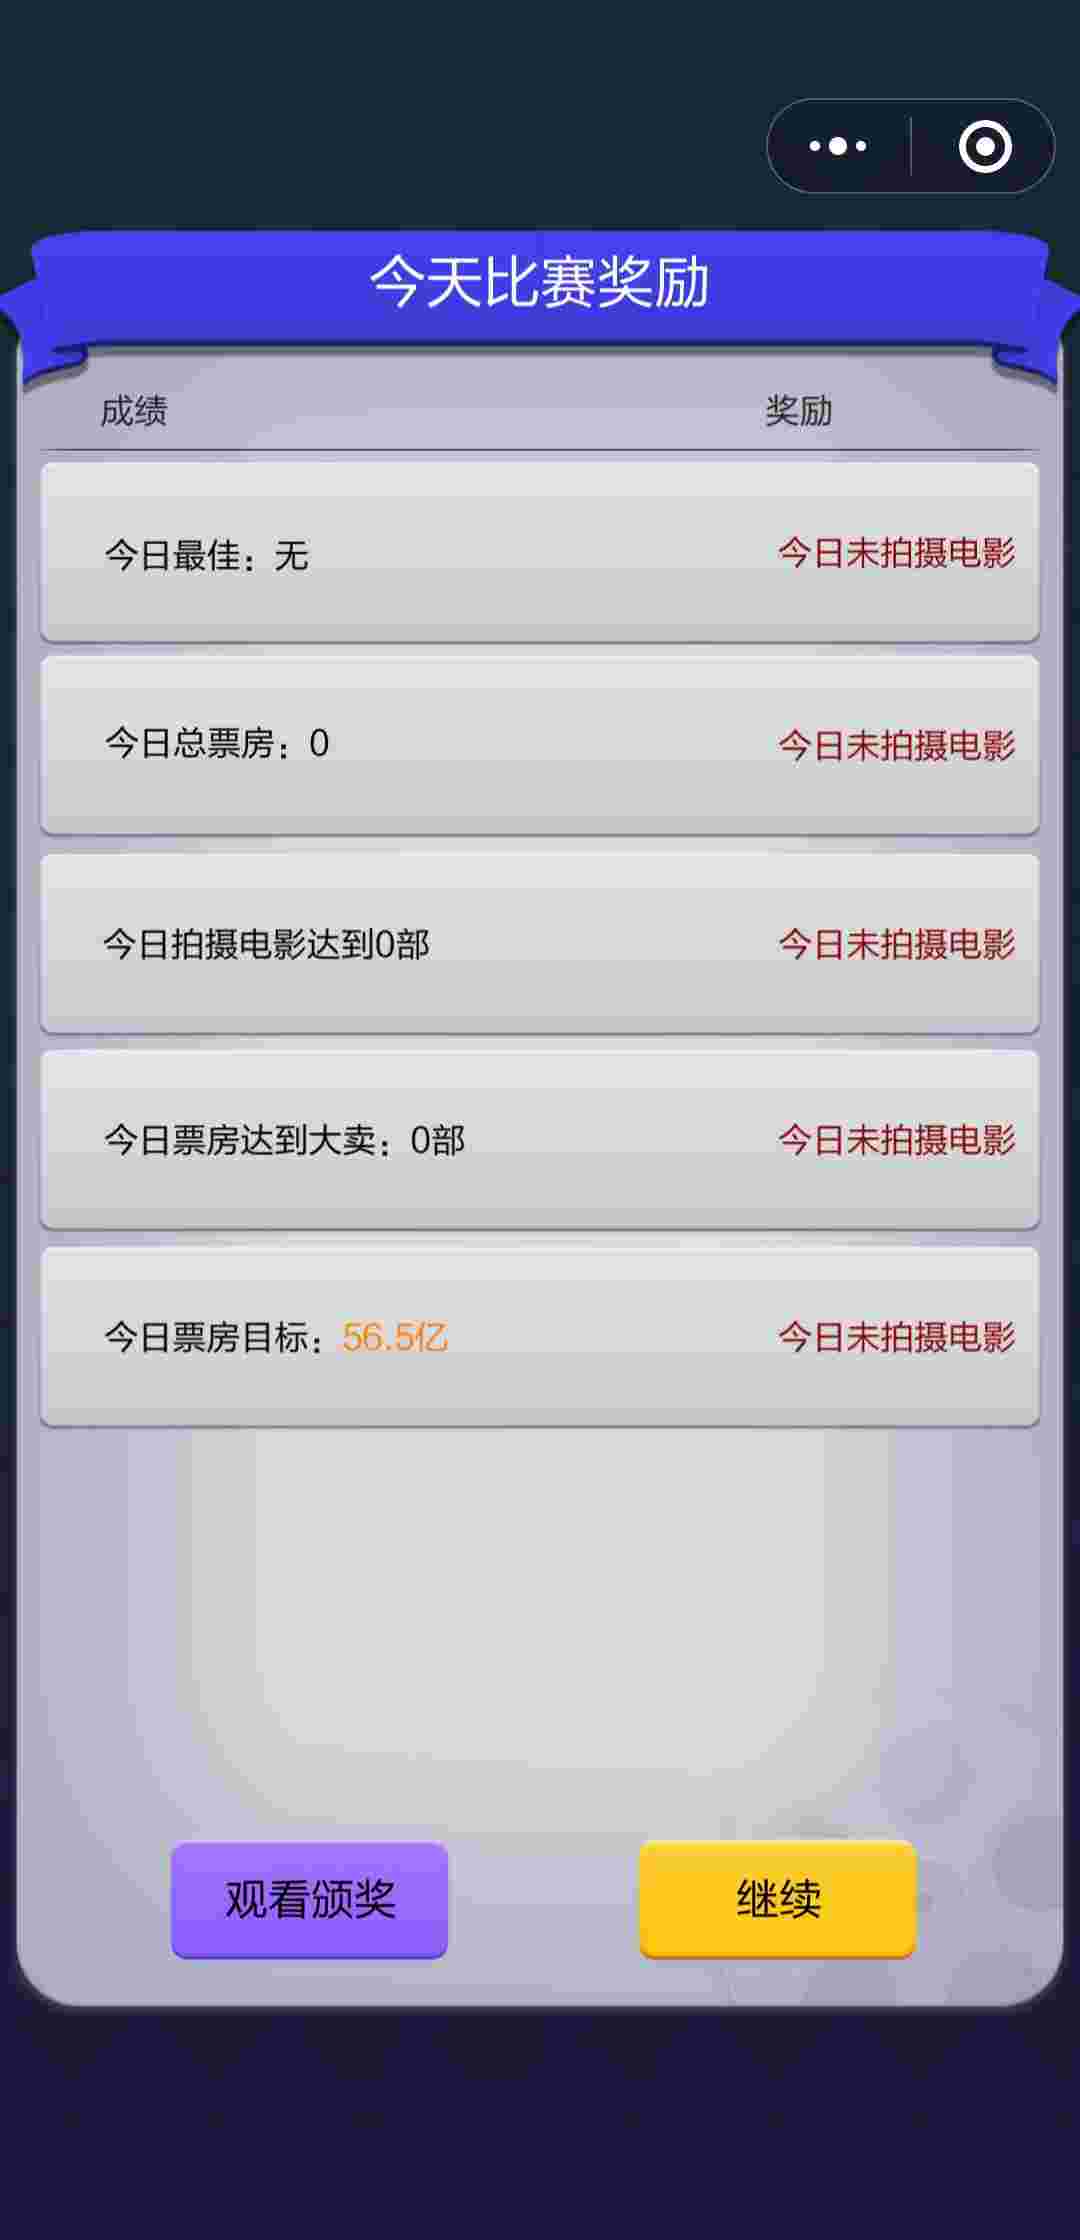 今天比赛奖励
成绩 奖励
今日最佳：无 今日未拍摄电影
今日总票房：0 今日未拍摄电影
今日拍摄电影达到0部 今日未拍摄电影
今日票房达到大卖：0部 今日未拍摄电影
今日票房目标：56.5亿 今日未拍摄电影
观看颁奖 继续